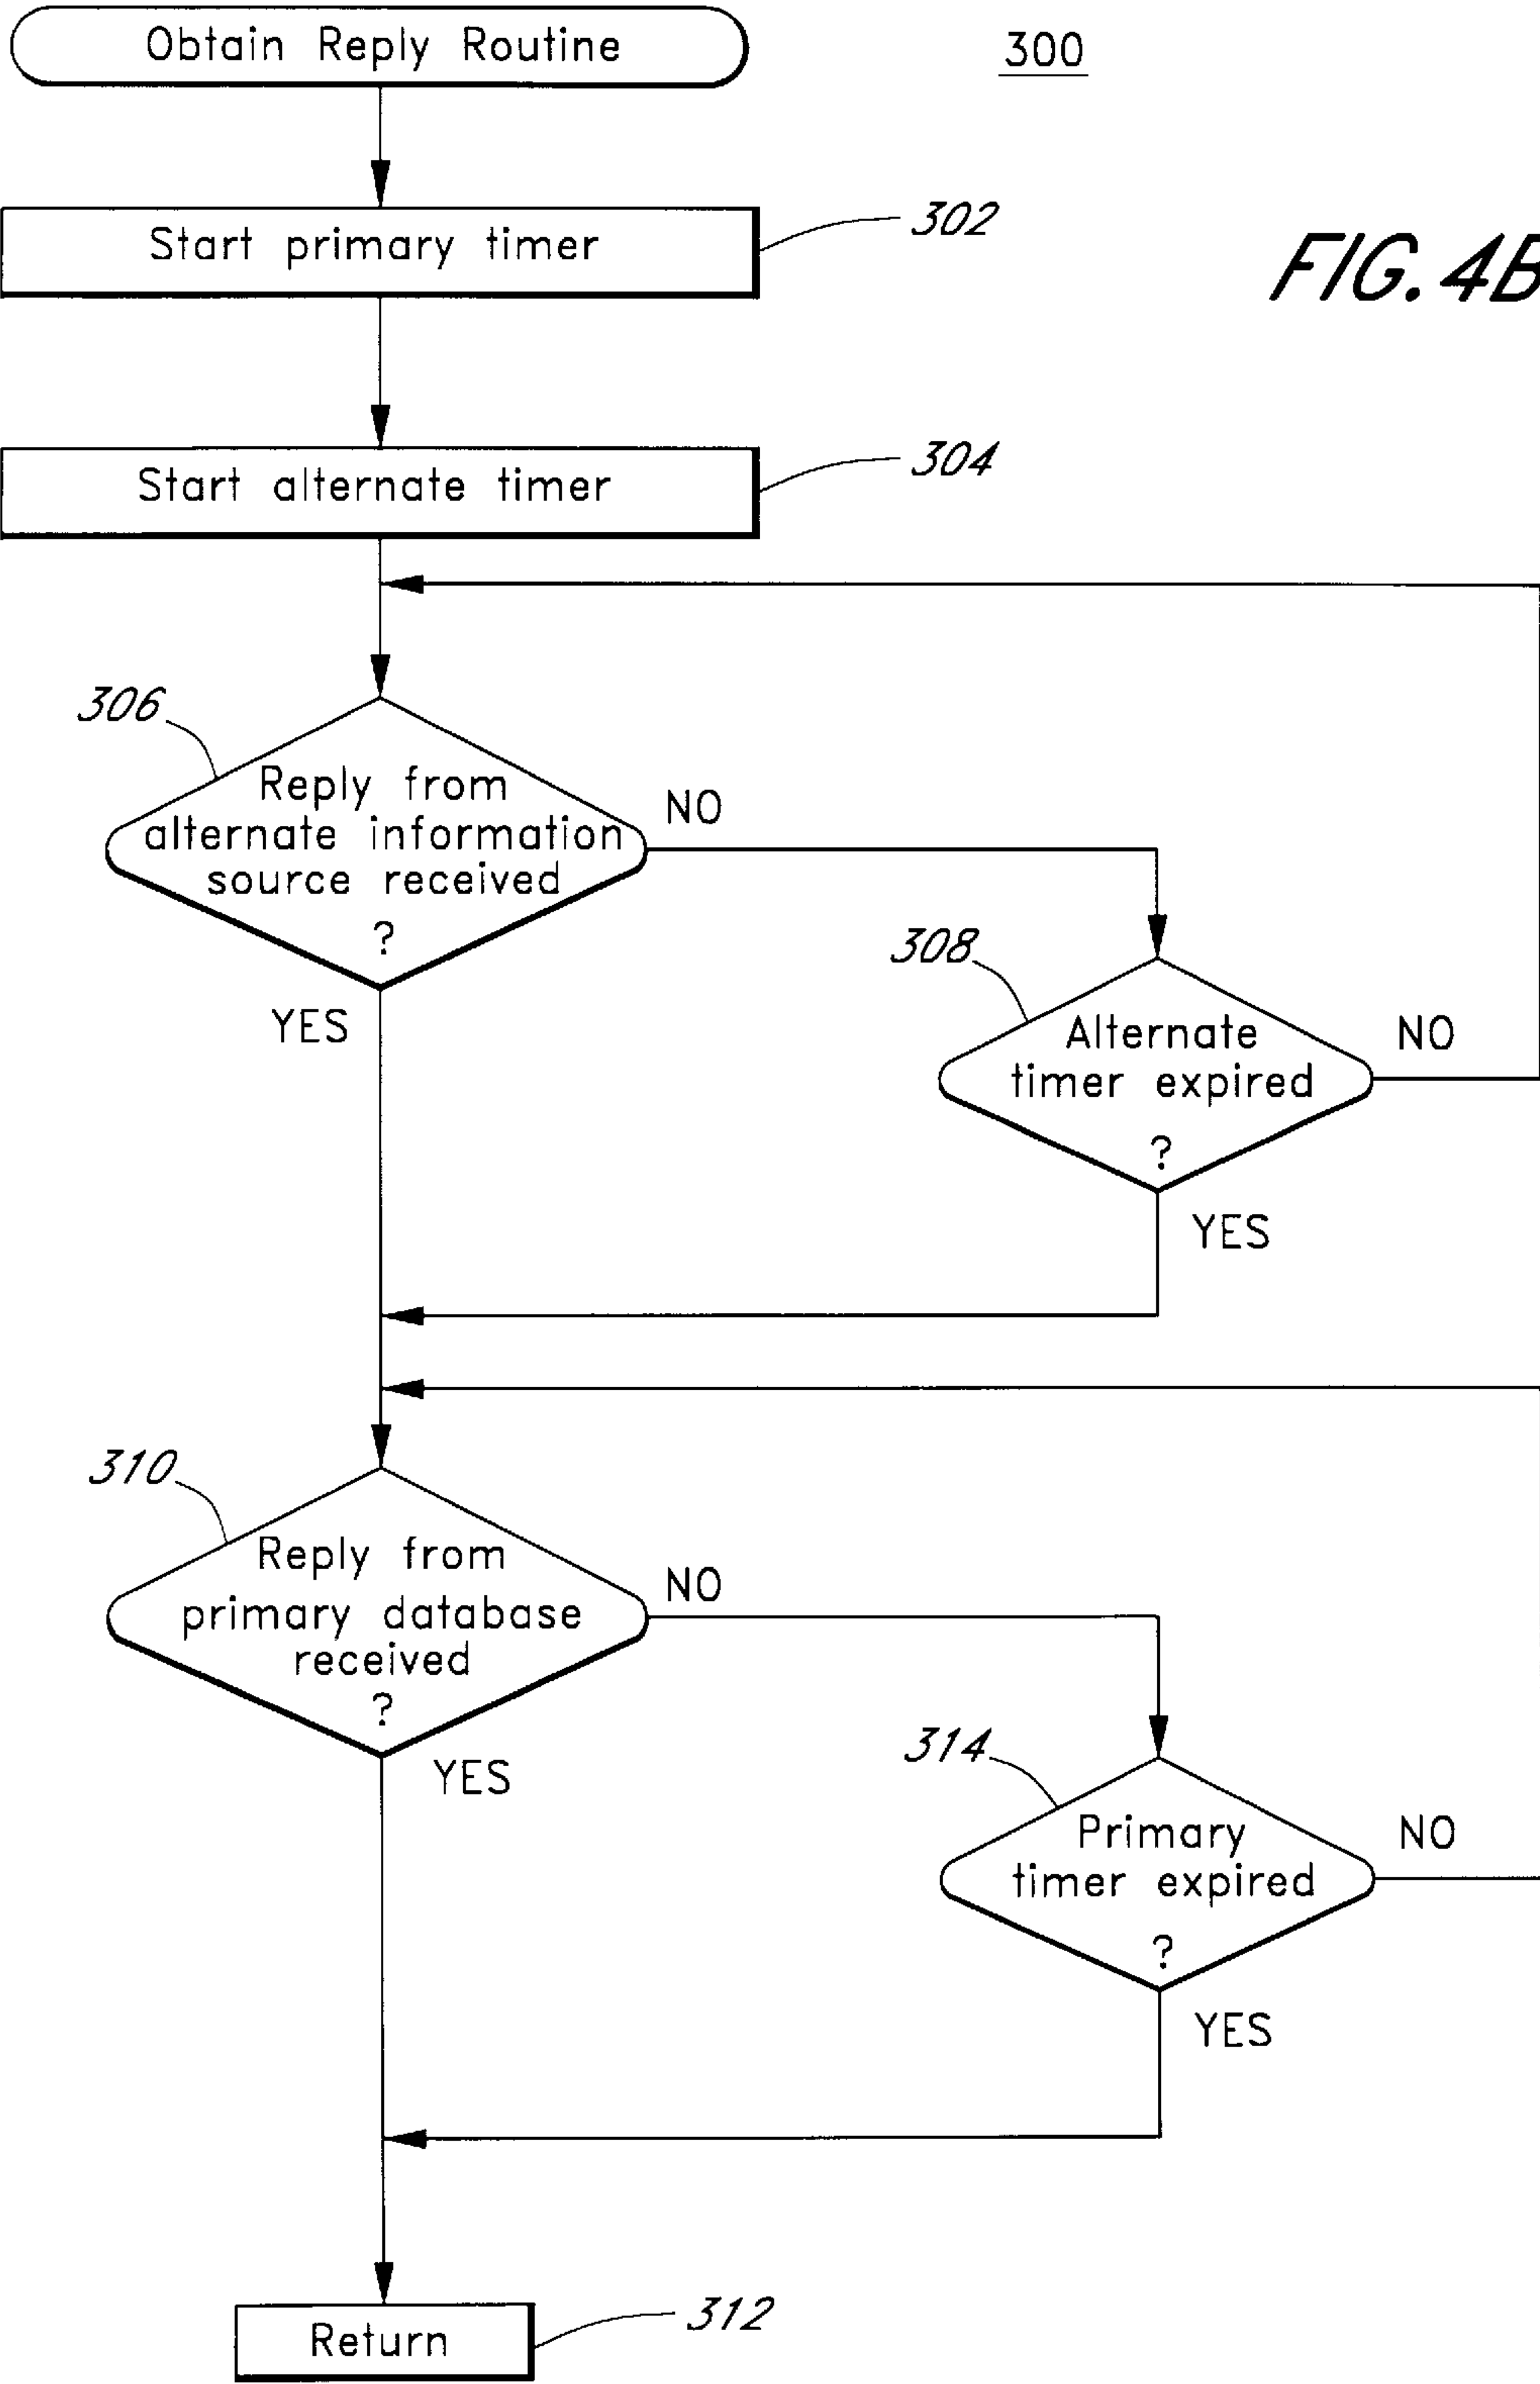 Obtain Reply Routine
300
Start primary timer
302
FIG. 4B
Start alternate timer
304
306
Reply from
alternate information
source received
?
NO
YES
308
Alternate
timer expired
?
NO
YES
310
Reply from
primary database
received
?
NO
YES
314
Primary
timer expired
?
NO
YES
Return
312